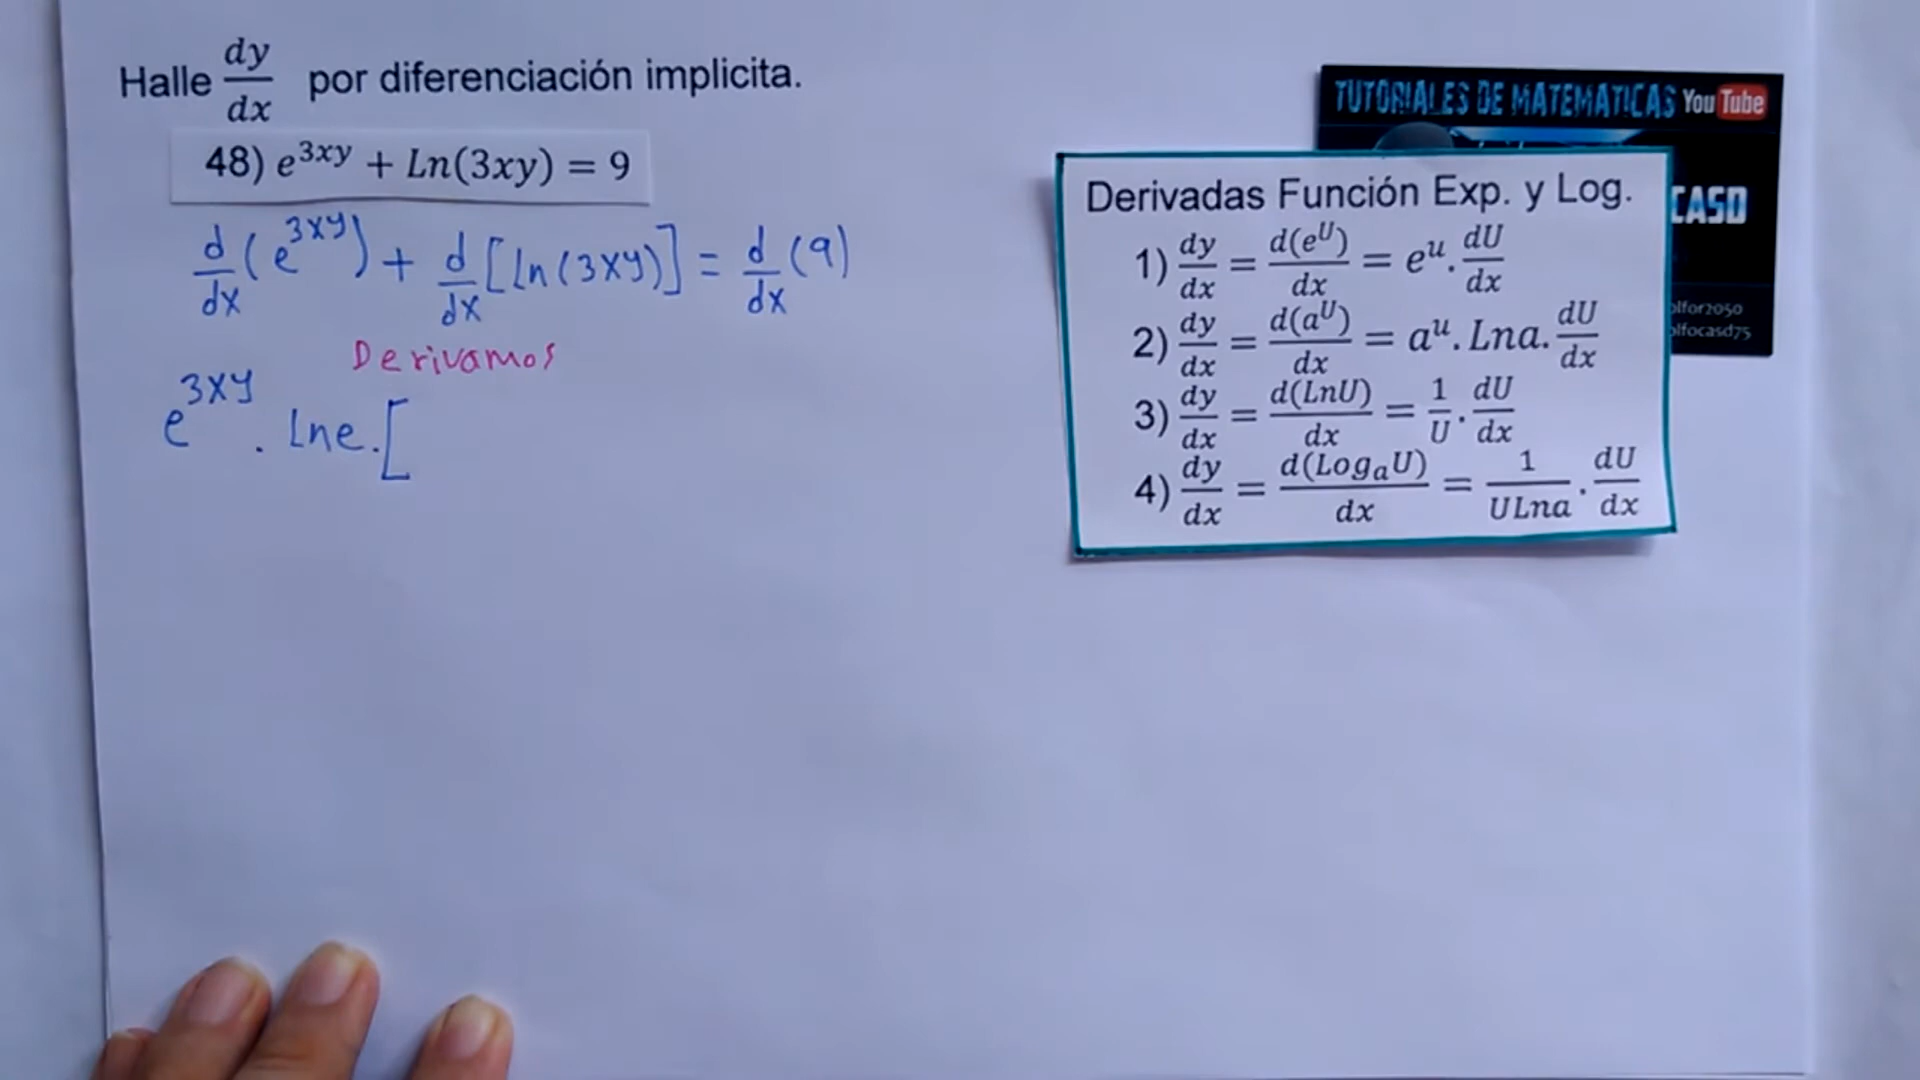 Halle dy/dx por diferenciación implicita.
48) e^{3xy} + Ln(3xy) = 9
d/dx (e^{3xy}) + d/dx [ln(3xy)] = d/dx (9)
Derivamos
e^{3xy} . Lne. [
TUTORIALES DE MATEMATICAS YouTube
CASD
olfor2050
olfocasd75
Derivadas Función Exp. y Log.
1) dy/dx = d(e^U)/dx = e^u . dU/dx
2) dy/dx = d(a^U)/dx = a^u . Lna. dU/dx
3) dy/dx = d(LnU)/dx = 1/U . dU/dx
4) dy/dx = d(Log_a U)/dx = 1/ULna . dU/dx